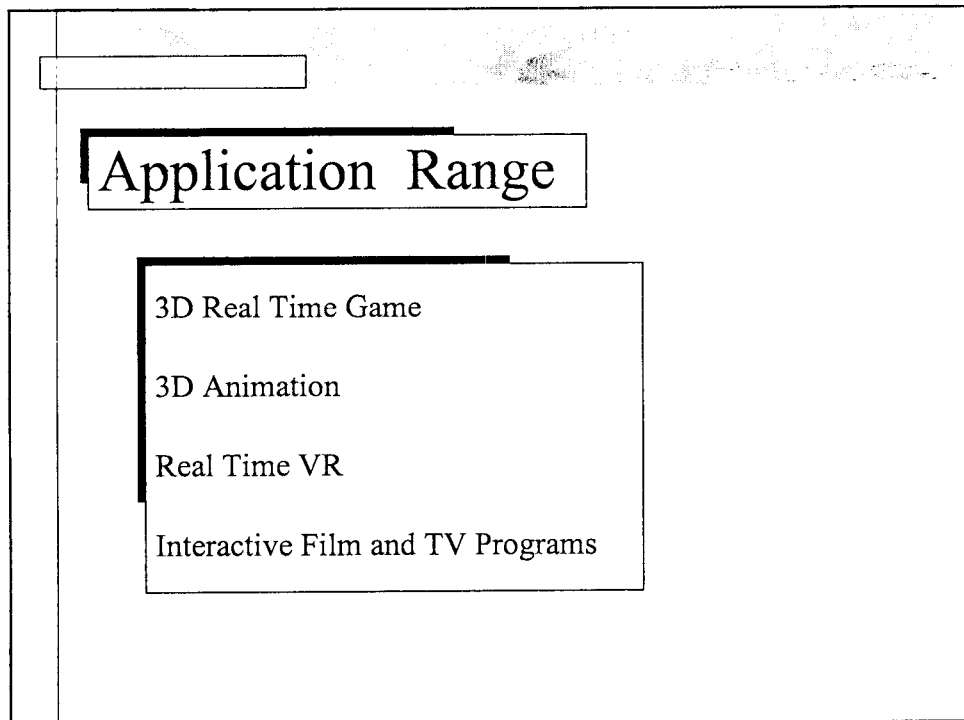 Application Range
3D Real Time Game
3D Animation
Real Time VR
Interactive Film and TV Programs